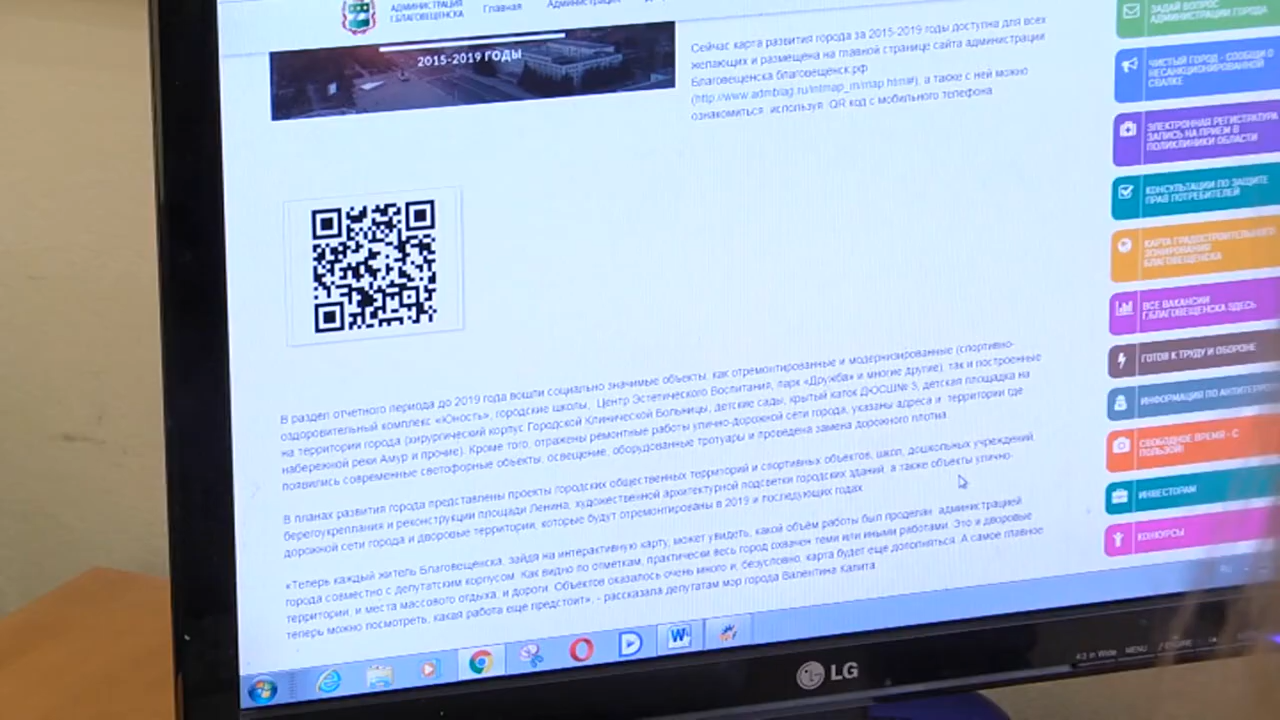 АДМИНИСТРАЦИЯ
Г.БЛАГОВЕЩЕНСКА
Главная
2015-2019 ГОДЫ
Сейчас карта развития города за 2015-2019 годы доступна для всех
желающих и размещена на главной странице сайта администрации
Благовещенска благовещенск.рф
а также с ней можно
ознакомиться, используя QR код с мобильного телефона
В раздел отчетного периода до 2019 года вошли социально значимые объекты, как отремонтированные и модернизированные (спортивно-
оздоровительный комплекс «Юность», городские школы, Центр Эстетического Воспитания, парк «Дружба» и многие другие), так и построенные
на территории города (хирургический корпус Городской Клинической Больницы, детские сады, крытый каток ДЮСШ№ 3, детская площадка на
набережной реки Амур и прочие). Кроме того, отражены ремонтные работы улично-дорожной сети города, указаны адреса и территории где
появились современные светофорные объекты, освещение, оборудованные тротуары и проведена замена дорожного плотна
В планах развития города представлены проекты городских общественных территорий и спортивных объектов, школ, дошкольных учреждений,
берегоукрепления и реконструкции площади Ленина, художественной архитектурной подсветки городских зданий, а также объекты улично-
дорожной сети города и дворовые территории, которые будут отремонтированы в 2019 и последующих годах
«Теперь каждый житель Благовещенска, зайдя на интерактивную карту, может увидеть, какой объём работы был проделан администрацией
города совместно с депутатским корпусом. Как видно по отметкам, практически весь город охвачен теми или иными работами. Это и дворовые
территории, и места массового отдыха, и дороги. Объектов оказалось очень много и, безусловно, карта будет еще дополняться. А самое главное
теперь можно посмотреть, какая работа еще предстоит», - рассказала депутатам мэр города Валентина Калита
ЗАДАЙ ВОПРОС
АДМИНИСТРАЦИИ ГОРОДА
ЧИСТЫЙ ГОРОД - СООБЩИ О
НЕСАНКЦИОНИРОВАННОЙ
СВАЛКЕ
ЭЛЕКТРОННАЯ РЕГИСТРАТУРА
ЗАПИСЬ НА ПРИЕМ В
ПОЛИКЛИНИКИ ОБЛАСТИ
КОНСУЛЬТАЦИИ ПО ЗАЩИТЕ
ПРАВ ПОТРЕБИТЕЛЕЙ
КАРТА ГРАДОСТРОИТЕЛЬНОГО
ЗОНИРОВАНИЯ
БЛАГОВЕЩЕНСКА
ВСЕ ВАКАНСИИ
Г.БЛАГОВЕЩЕНСКА ЗДЕСЬ
ГОТОВ К ТРУДУ И ОБОРОНЕ
ИНФОРМАЦИЯ ПО
СВОБОДНОЕ ВРЕМЯ - С
ПОЛЬЗОЙ!
ИНВЕСТОРАМ
КОНКУРСЫ
LG
4:3 in Wide MENU